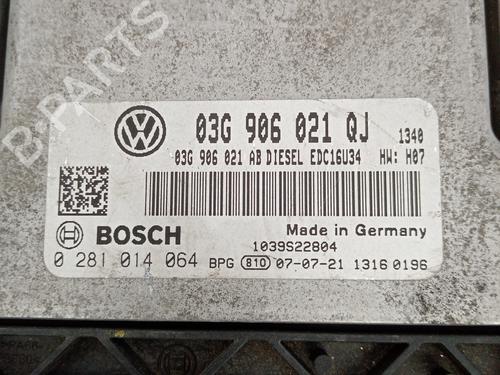 03G 906 021 QJ 1340
03G 906 021 AB DIESEL EDC16U34 HW: H07
BOSCH
Made in Germany
1039S22804
0 281 014 064 BPG 810 07-07-21 1316 0196
B-PARTS